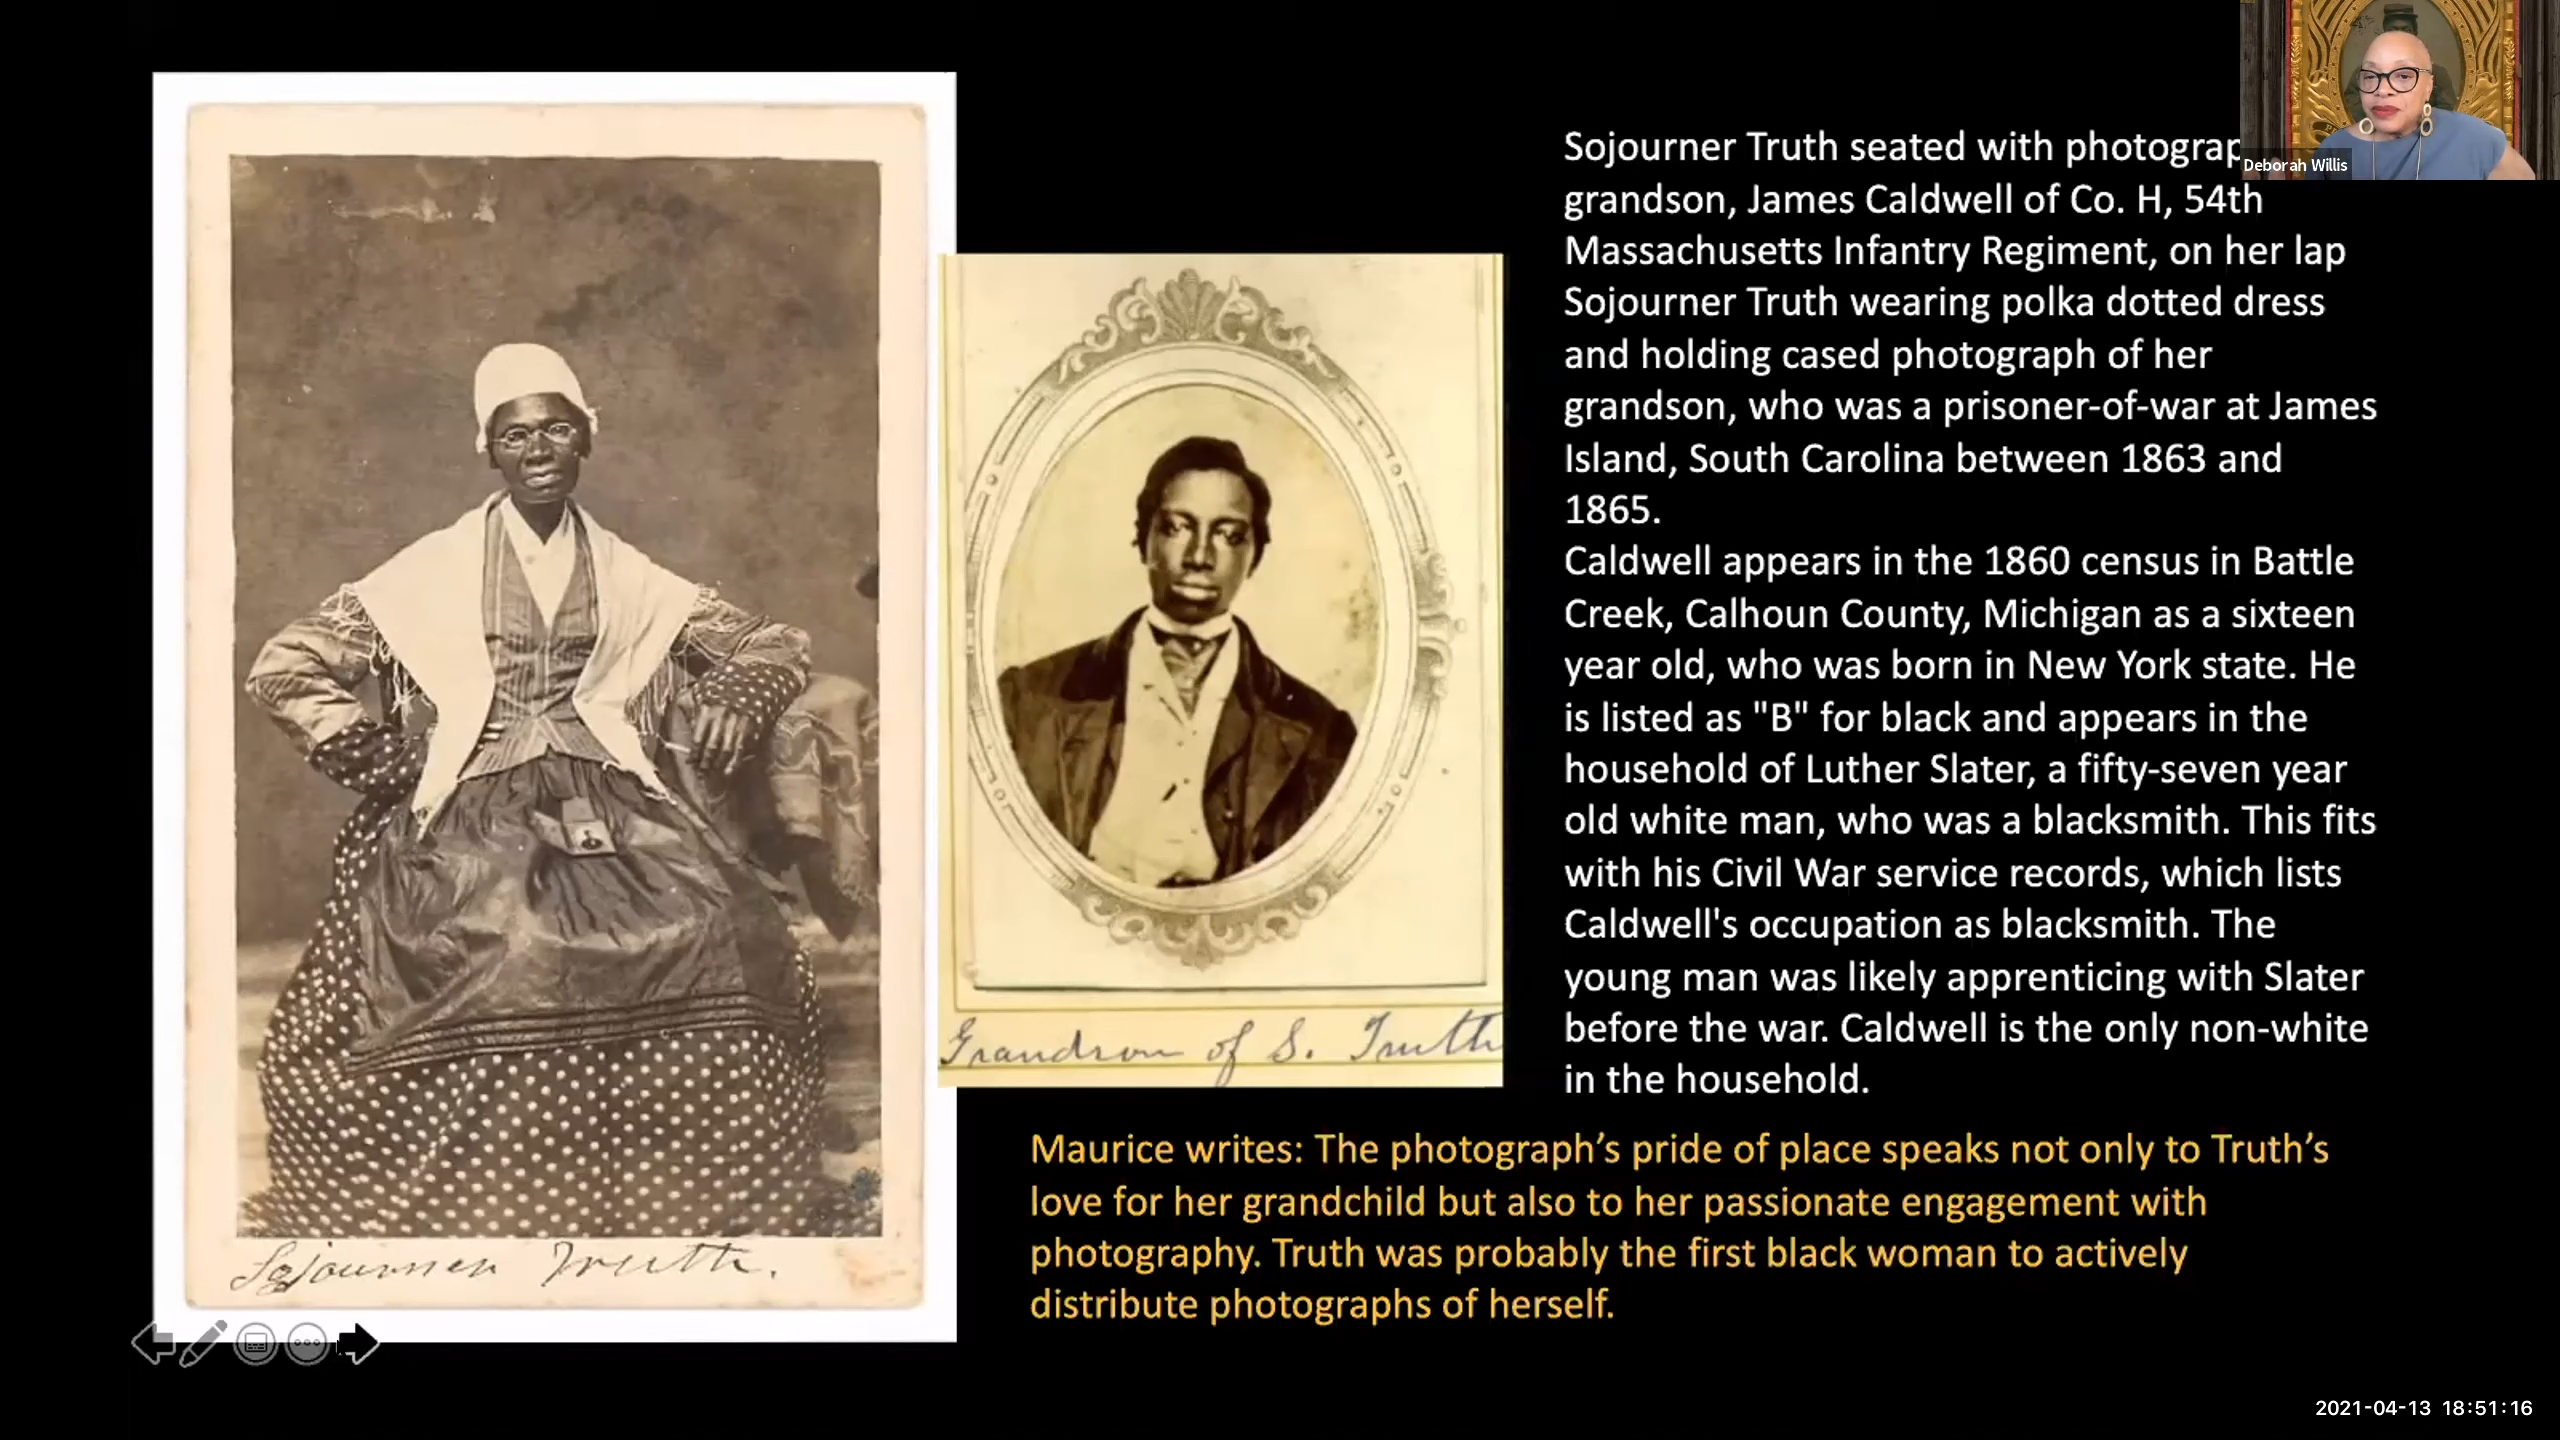 Deborah Willis
Sojourner Truth seated with photograp
grandson, James Caldwell of Co. H, 54th
Massachusetts Infantry Regiment, on her lap
Sojourner Truth wearing polka dotted dress
and holding cased photograph of her
grandson, who was a prisoner-of-war at James
Island, South Carolina between 1863 and
1865.
Caldwell appears in the 1860 census in Battle
Creek, Calhoun County, Michigan as a sixteen
year old, who was born in New York state. He
is listed as "B" for black and appears in the
household of Luther Slater, a fifty-seven year
old white man, who was a blacksmith. This fits
with his Civil War service records, which lists
Caldwell's occupation as blacksmith. The
young man was likely apprenticing with Slater
before the war. Caldwell is the only non-white
in the household.
Grandson of S. Truth
Maurice writes: The photograph’s pride of place speaks not only to Truth’s
love for her grandchild but also to her passionate engagement with
photography. Truth was probably the first black woman to actively
distribute photographs of herself.
Sojourner Truth.
2021-04-13 18:51:16